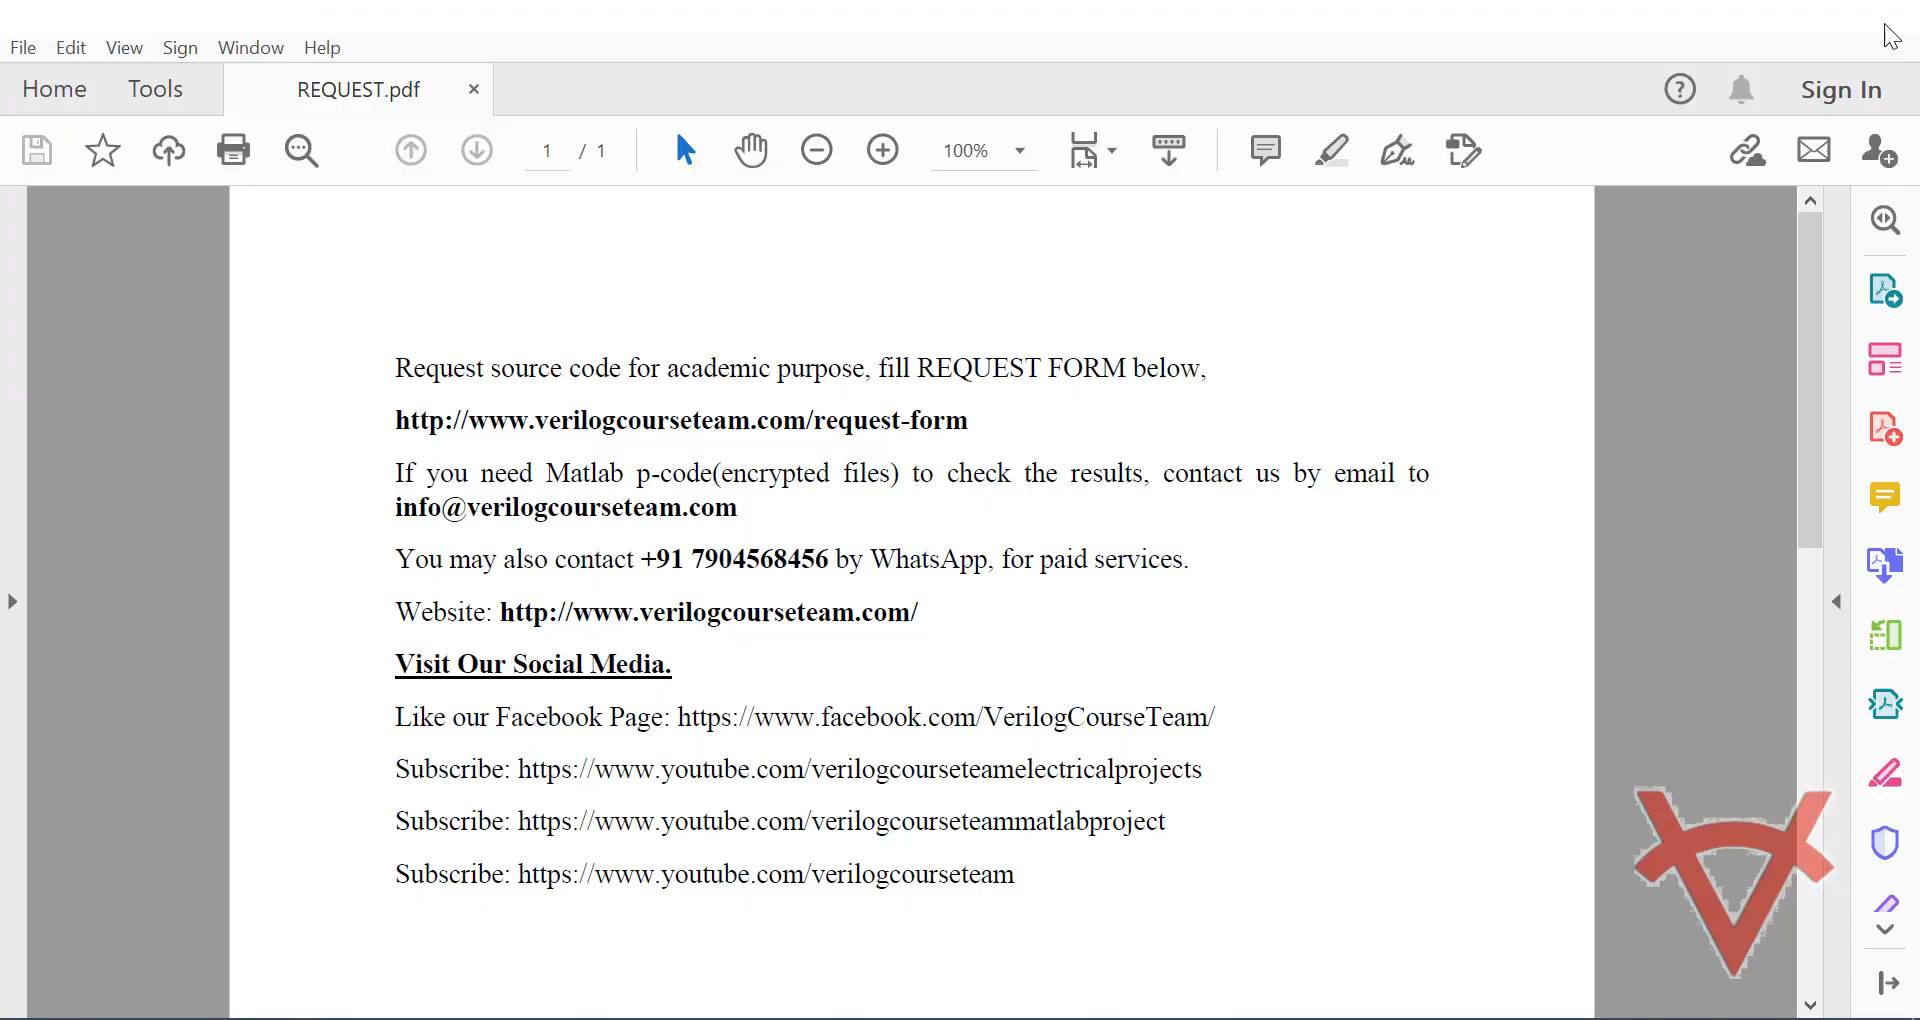 File Edit View Sign Window Help
Home Tools REQUEST.pdf × Sign In
1 / 1 100%
Request source code for academic purpose, fill REQUEST FORM below,
http://www.verilogcourseteam.com/request-form
If you need Matlab p-code(encrypted files) to check the results, contact us by email to
info@verilogcourseteam.com
You may also contact +91 7904568456 by WhatsApp, for paid services.
Website: http://www.verilogcourseteam.com/
Visit Our Social Media.
Like our Facebook Page: https://www.facebook.com/VerilogCourseTeam/
Subscribe: https://www.youtube.com/verilogcourseteamelectricalprojects
Subscribe: https://www.youtube.com/verilogcourseteammatlabproject
Subscribe: https://www.youtube.com/verilogcourseteam